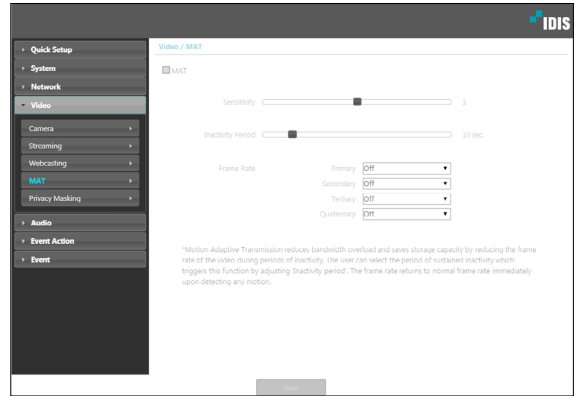 IDIS
Quick Setup
System
Network
Video
Camera
Streaming
Webcasting
MAT
Privacy Masking
Audio
Event Action
Event
Video / MAT
MAT
Sensitivity 3
Inactivity Period 10 sec.
Frame Rate Primary Off
Secondary Off
Tertiary Off
Quaternary Off
*Motion Adaptive Transmission reduces bandwidth overload and saves storage capacity by reducing the frame
rate of the video during periods of inactivity. The user can select the period of sustained inactivity which
triggers this function by adjusting 'Inactivity period'. The frame rate returns to normal frame rate immediately
upon detecting any motion.
Save